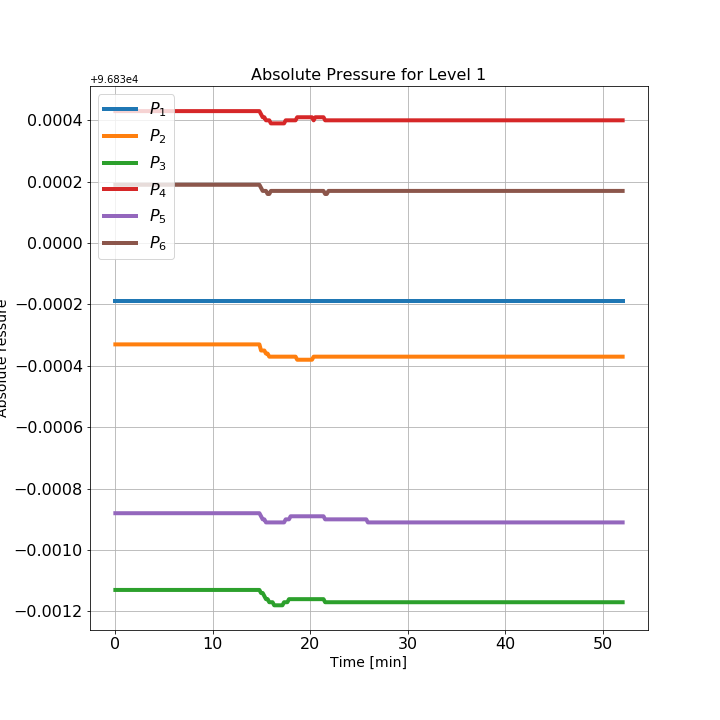 Absolute Pressure for Level 1
+9.683e4
0.0004
0.0002
0.0000
−0.0002
−0.0004
−0.0006
−0.0008
−0.0010
−0.0012
P₁
P₂
P₃
P₄
P₅
P₆
Absolute
0
10
20
30
40
50
Time [min]